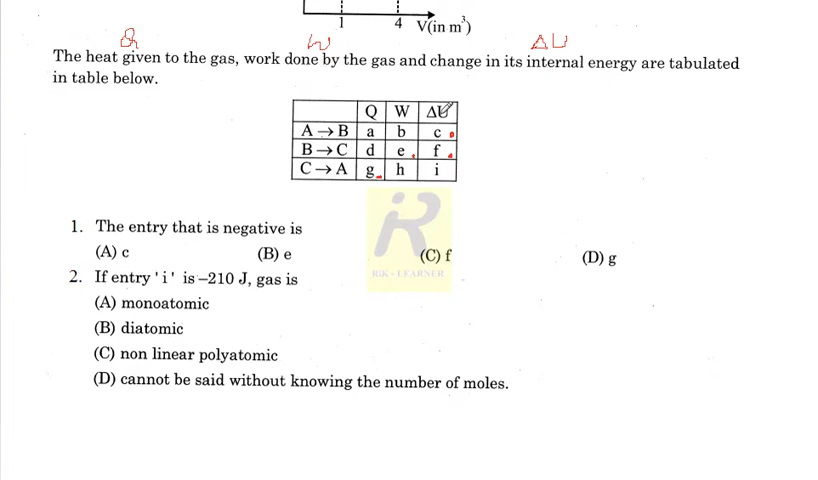 1 4 V(in m³)
Q W ΔU
The heat given to the gas, work done by the gas and change in its internal energy are tabulated
in table below.
Q W ΔU
A → B a b c
B → C d e f
C → A g h i
1. The entry that is negative is
(A) c (B) e (C) f (D) g
RISK - LEARNER
2. If entry 'i' is –210 J, gas is
(A) monoatomic
(B) diatomic
(C) non linear polyatomic
(D) cannot be said without knowing the number of moles.